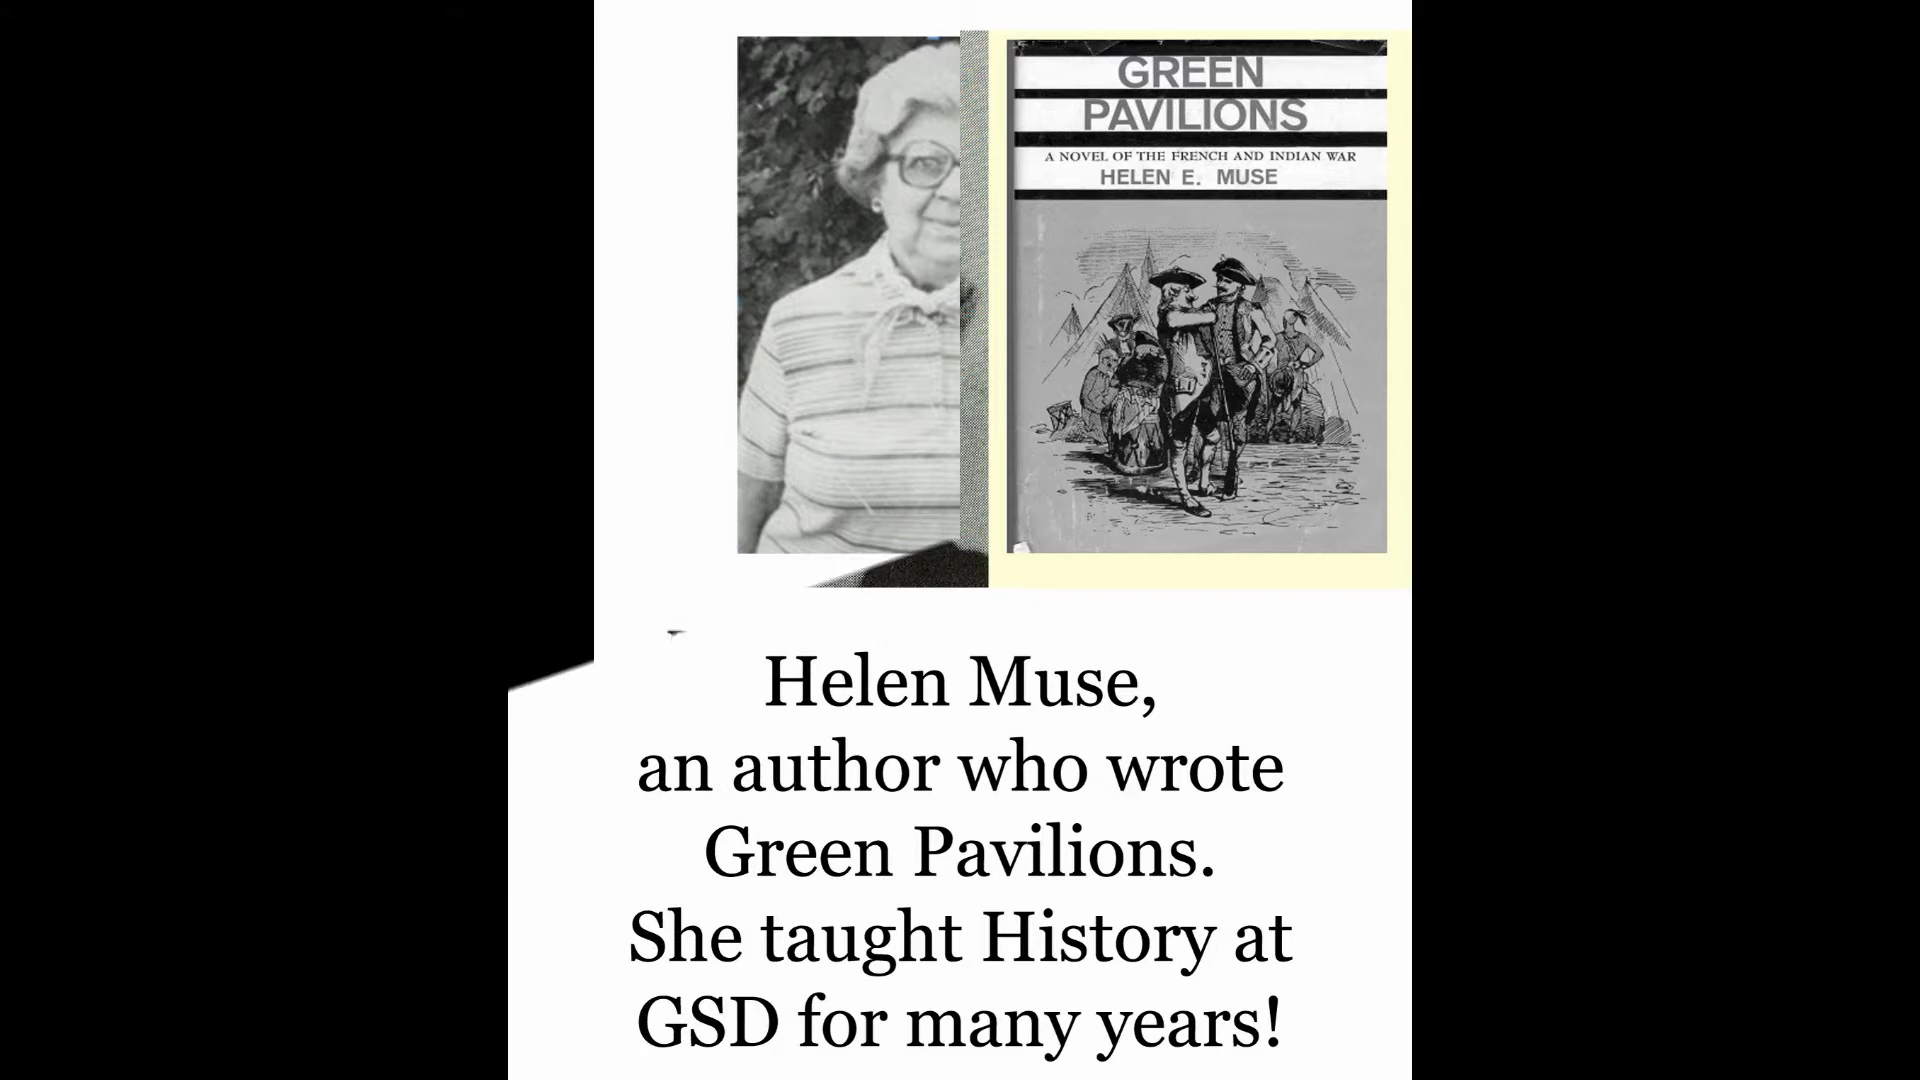 GREEN
PAVILIONS
A NOVEL OF THE FRENCH AND INDIAN WAR
HELEN E. MUSE
Helen Muse,
an author who wrote
Green Pavilions.
She taught History at
GSD for many years!